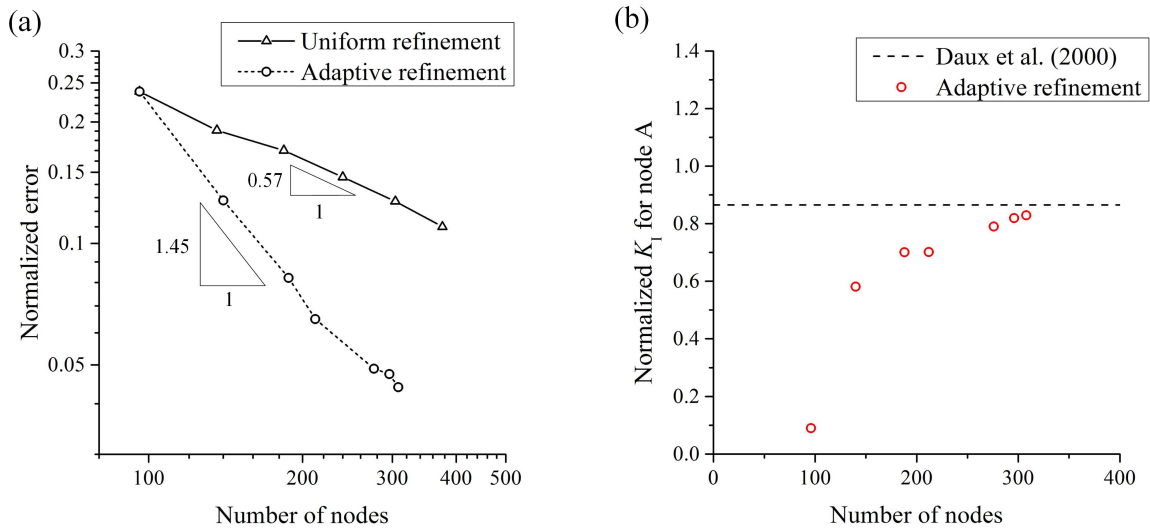 (a)
Uniform refinement
Adaptive refinement
0.3
0.25
0.2
0.15
0.1
0.05
Normalized error
0.57
1
1.45
1
100
200
300
400
500
Number of nodes
(b)
Daux et al. (2000)
Adaptive refinement
1.4
1.2
1.0
0.8
0.6
0.4
0.2
0.0
Normalized K_I for node A
0
100
200
300
400
Number of nodes